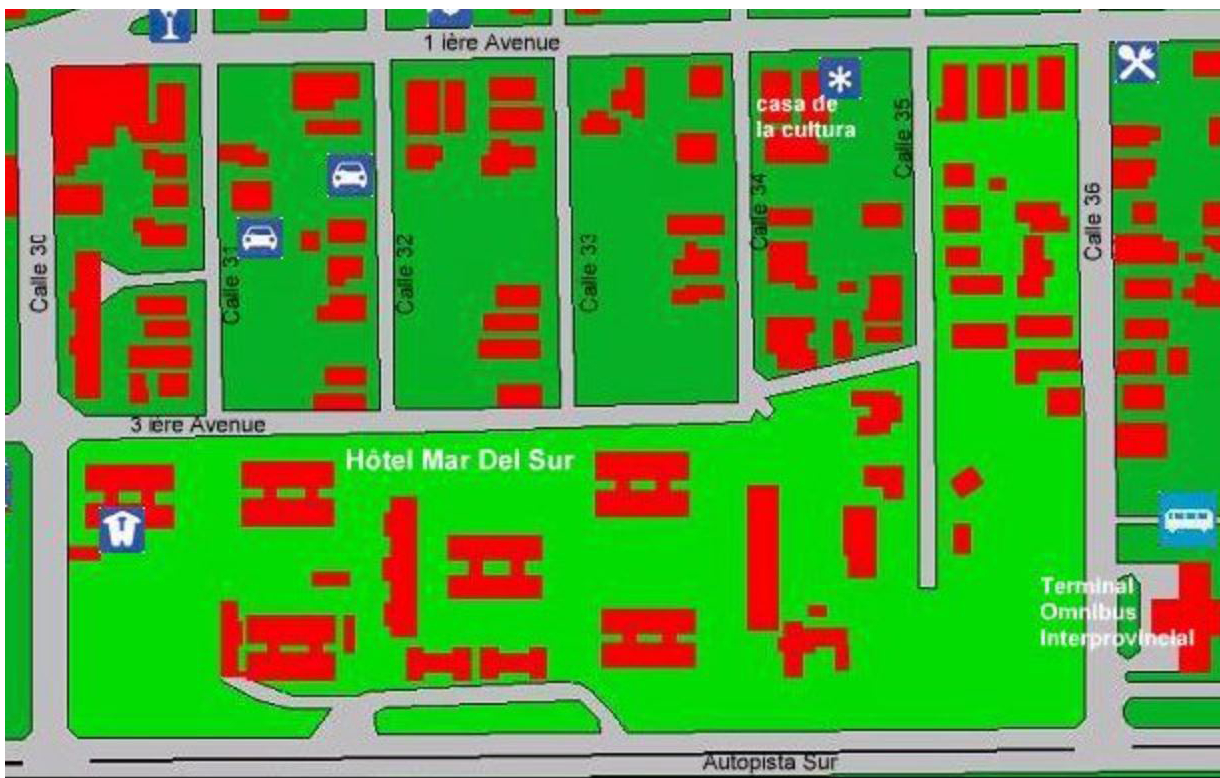 1 ière Avenue
casa de
la cultura
Calle 30
Calle 31
Calle 32
Calle 33
Calle 34
Calle 35
Calle 36
3 ière Avenue
Hôtel Mar Del Sur
Terminal
Omnibus
Interprovincial
Autopista Sur